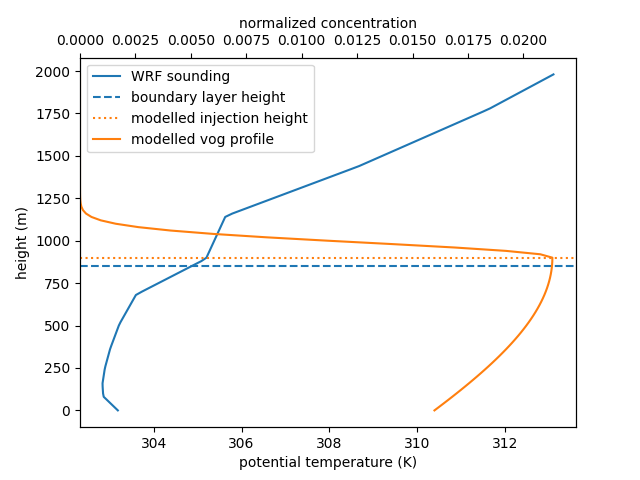 normalized concentration
0.0000 0.0025 0.0050 0.0075 0.0100 0.0125 0.0150 0.0175 0.0200
WRF sounding
boundary layer height
modelled injection height
modelled vog profile
height (m)
2000
1750
1500
1250
1000
750
500
250
0
304 306 308 310 312
potential temperature (K)